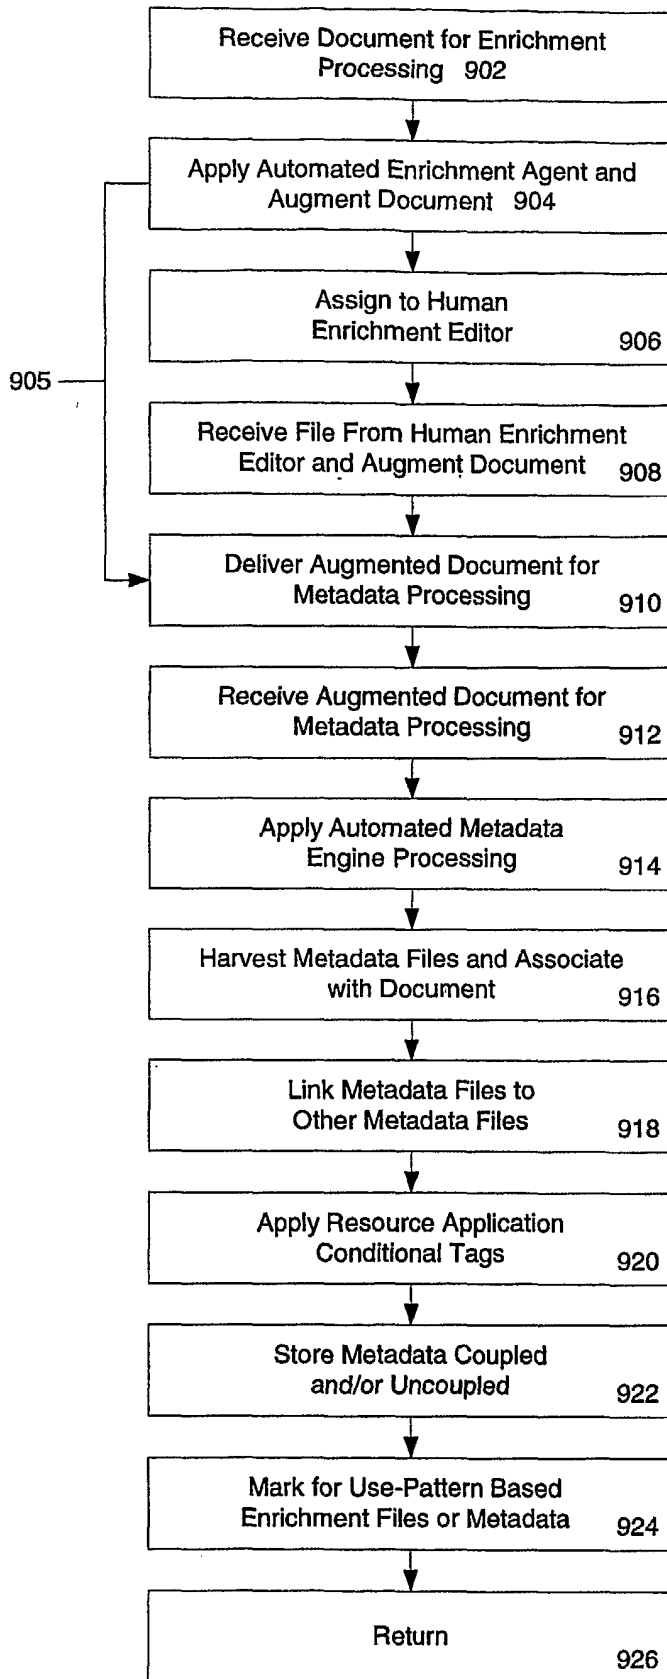 Receive Document for Enrichment
Processing 902
Apply Automated Enrichment Agent and
Augment Document 904
905
Assign to Human
Enrichment Editor 906
Receive File From Human Enrichment
Editor and Augment Document 908
Deliver Augmented Document for
Metadata Processing 910
Receive Augmented Document for
Metadata Processing 912
Apply Automated Metadata
Engine Processing 914
Harvest Metadata Files and Associate
with Document 916
Link Metadata Files to
Other Metadata Files 918
Apply Resource Application
Conditional Tags 920
Store Metadata Coupled
and/or Uncoupled 922
Mark for Use-Pattern Based
Enrichment Files or Metadata 924
Return
926